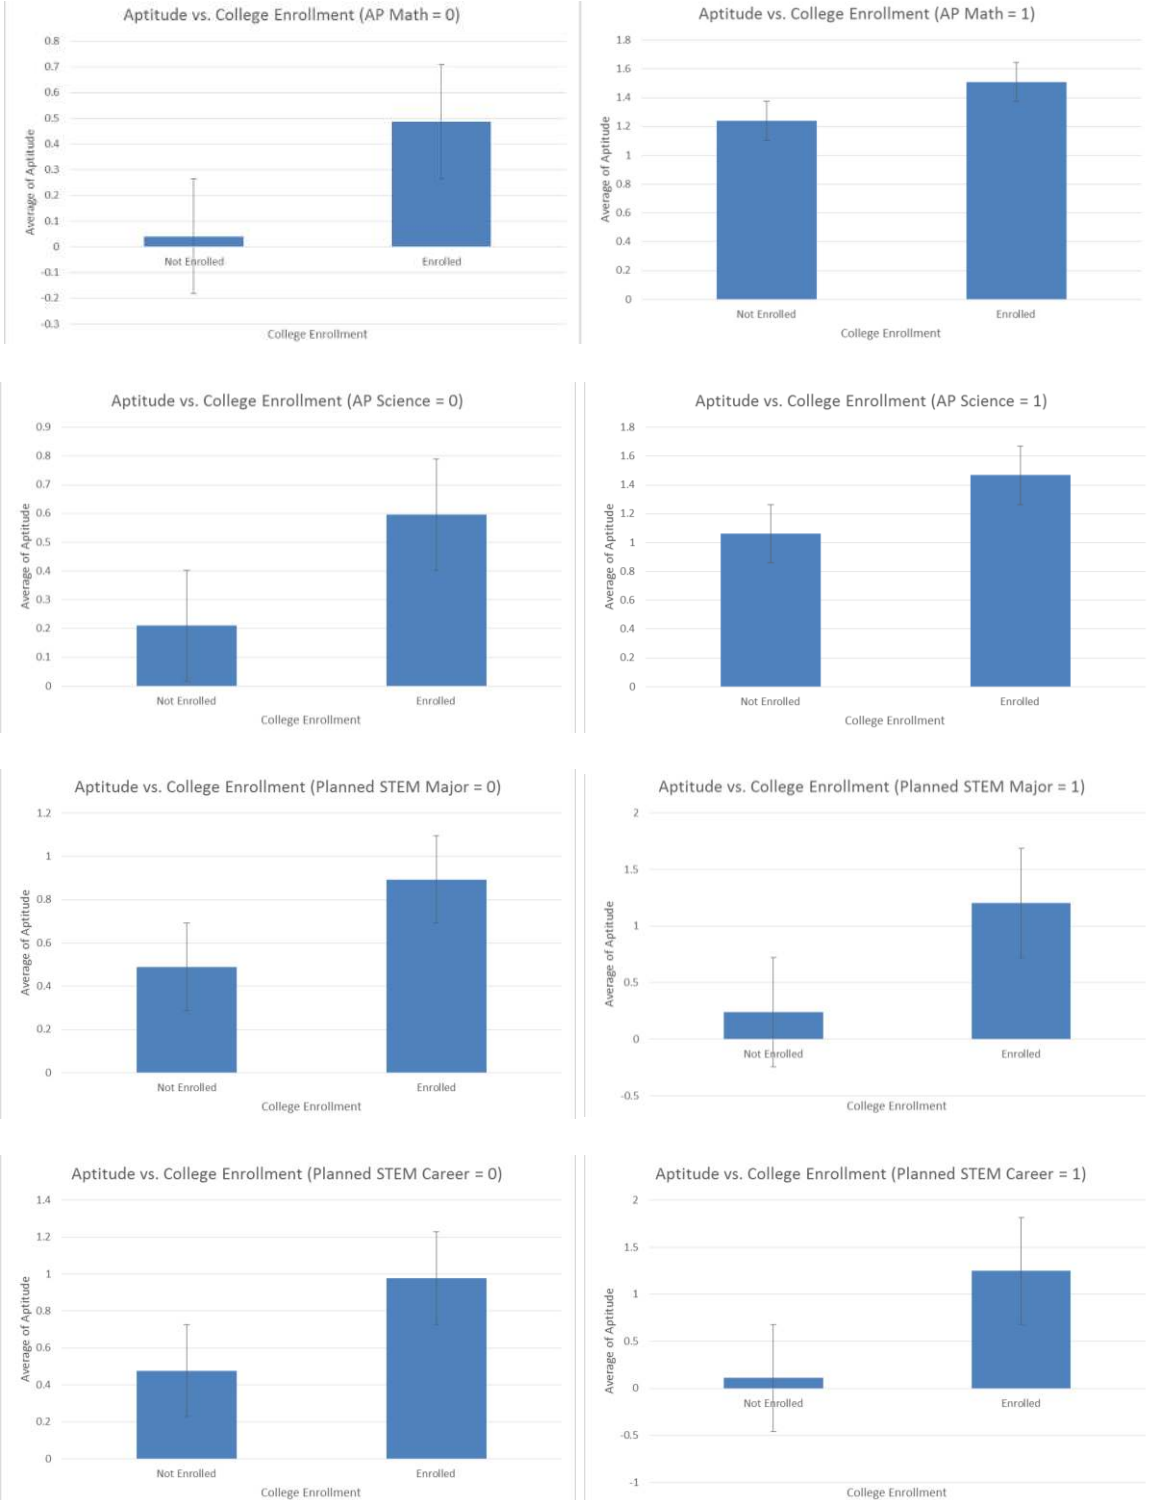 Aptitude vs. College Enrollment (AP Math = 0)
0.8
0.7
0.6
0.5
0.4
0.3
0.2
0.1
0
-0.1
-0.2
-0.3
Average of Aptitude
Not Enrolled
Enrolled
College Enrollment
Aptitude vs. College Enrollment (AP Math = 1)
1.8
1.6
1.4
1.2
1
0.8
0.6
0.4
0.2
0
Average of Aptitude
Not Enrolled
Enrolled
College Enrollment
Aptitude vs. College Enrollment (AP Science = 0)
0.9
0.8
0.7
0.6
0.5
0.4
0.3
0.2
0.1
0
Average of Aptitude
Not Enrolled
Enrolled
College Enrollment
Aptitude vs. College Enrollment (AP Science = 1)
1.8
1.6
1.4
1.2
1
0.8
0.6
0.4
0.2
0
Average of Aptitude
Not Enrolled
Enrolled
College Enrollment
Aptitude vs. College Enrollment (Planned STEM Major = 0)
1.2
1
0.8
0.6
0.4
0.2
0
Average of Aptitude
Not Enrolled
Enrolled
College Enrollment
Aptitude vs. College Enrollment (Planned STEM Major = 1)
2
1.5
1
0.5
0
-0.5
Average of Aptitude
Not Enrolled
Enrolled
College Enrollment
Aptitude vs. College Enrollment (Planned STEM Career = 0)
1.4
1.2
1
0.8
0.6
0.4
0.2
0
Average of Aptitude
Not Enrolled
Enrolled
College Enrollment
Aptitude vs. College Enrollment (Planned STEM Career = 1)
2
1.5
1
0.5
0
-0.5
-1
Average of Aptitude
Not Enrolled
Enrolled
College Enrollment